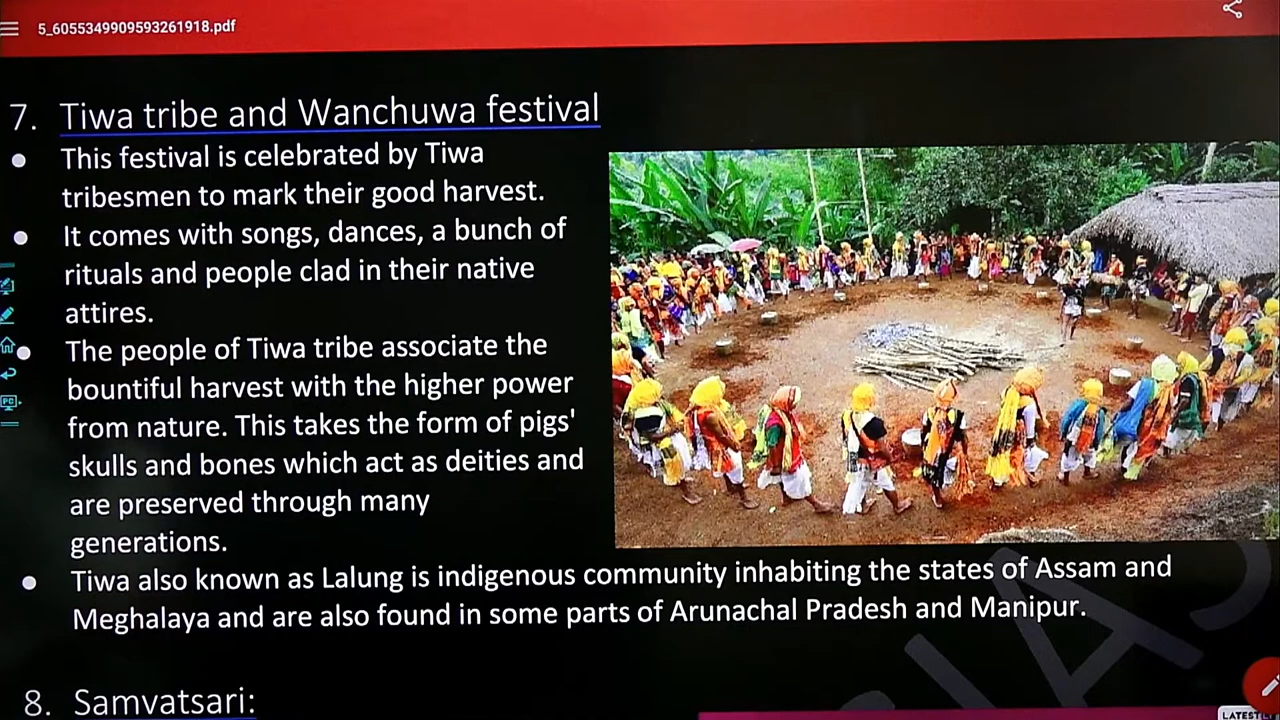 5_6055349909593261918.pdf
7. Tiwa tribe and Wanchuwa festival
● This festival is celebrated by Tiwa
tribesmen to mark their good harvest.
● It comes with songs, dances, a bunch of
rituals and people clad in their native
attires.
● The people of Tiwa tribe associate the
bountiful harvest with the higher power
from nature. This takes the form of pigs'
skulls and bones which act as deities and
are preserved through many
generations.
● Tiwa also known as Lalung is indigenous community inhabiting the states of Assam and
Meghalaya and are also found in some parts of Arunachal Pradesh and Manipur.
8. Samvatsari: